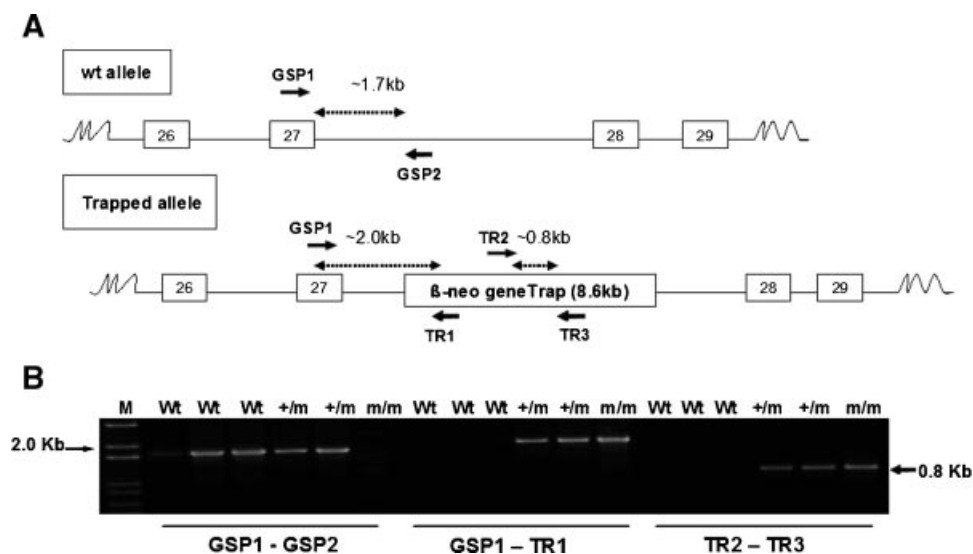 A
wt allele
GSP1
~1.7kb
26 27 28 29
GSP2
Trapped allele
GSP1
~2.0kb
TR2 ~0.8kb
26 27 ß-neo geneTrap (8.6kb) 28 29
TR1 TR3
B
M Wt Wt Wt +/m +/m m/m Wt Wt Wt +/m +/m m/m Wt Wt Wt +/m +/m m/m
2.0 Kb
0.8 Kb
GSP1 - GSP2 GSP1 – TR1 TR2 – TR3